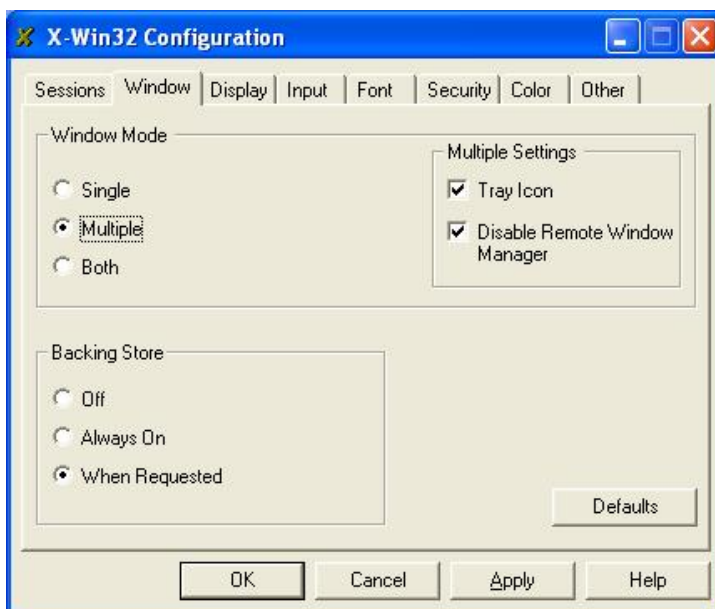 X-Win32 Configuration
Sessions Window Display Input Font Security Color Other
Window Mode
Single
Multiple
Both
Multiple Settings
Tray Icon
Disable Remote Window
Manager
Backing Store
Off
Always On
When Requested
Defaults
OK Cancel Apply Help